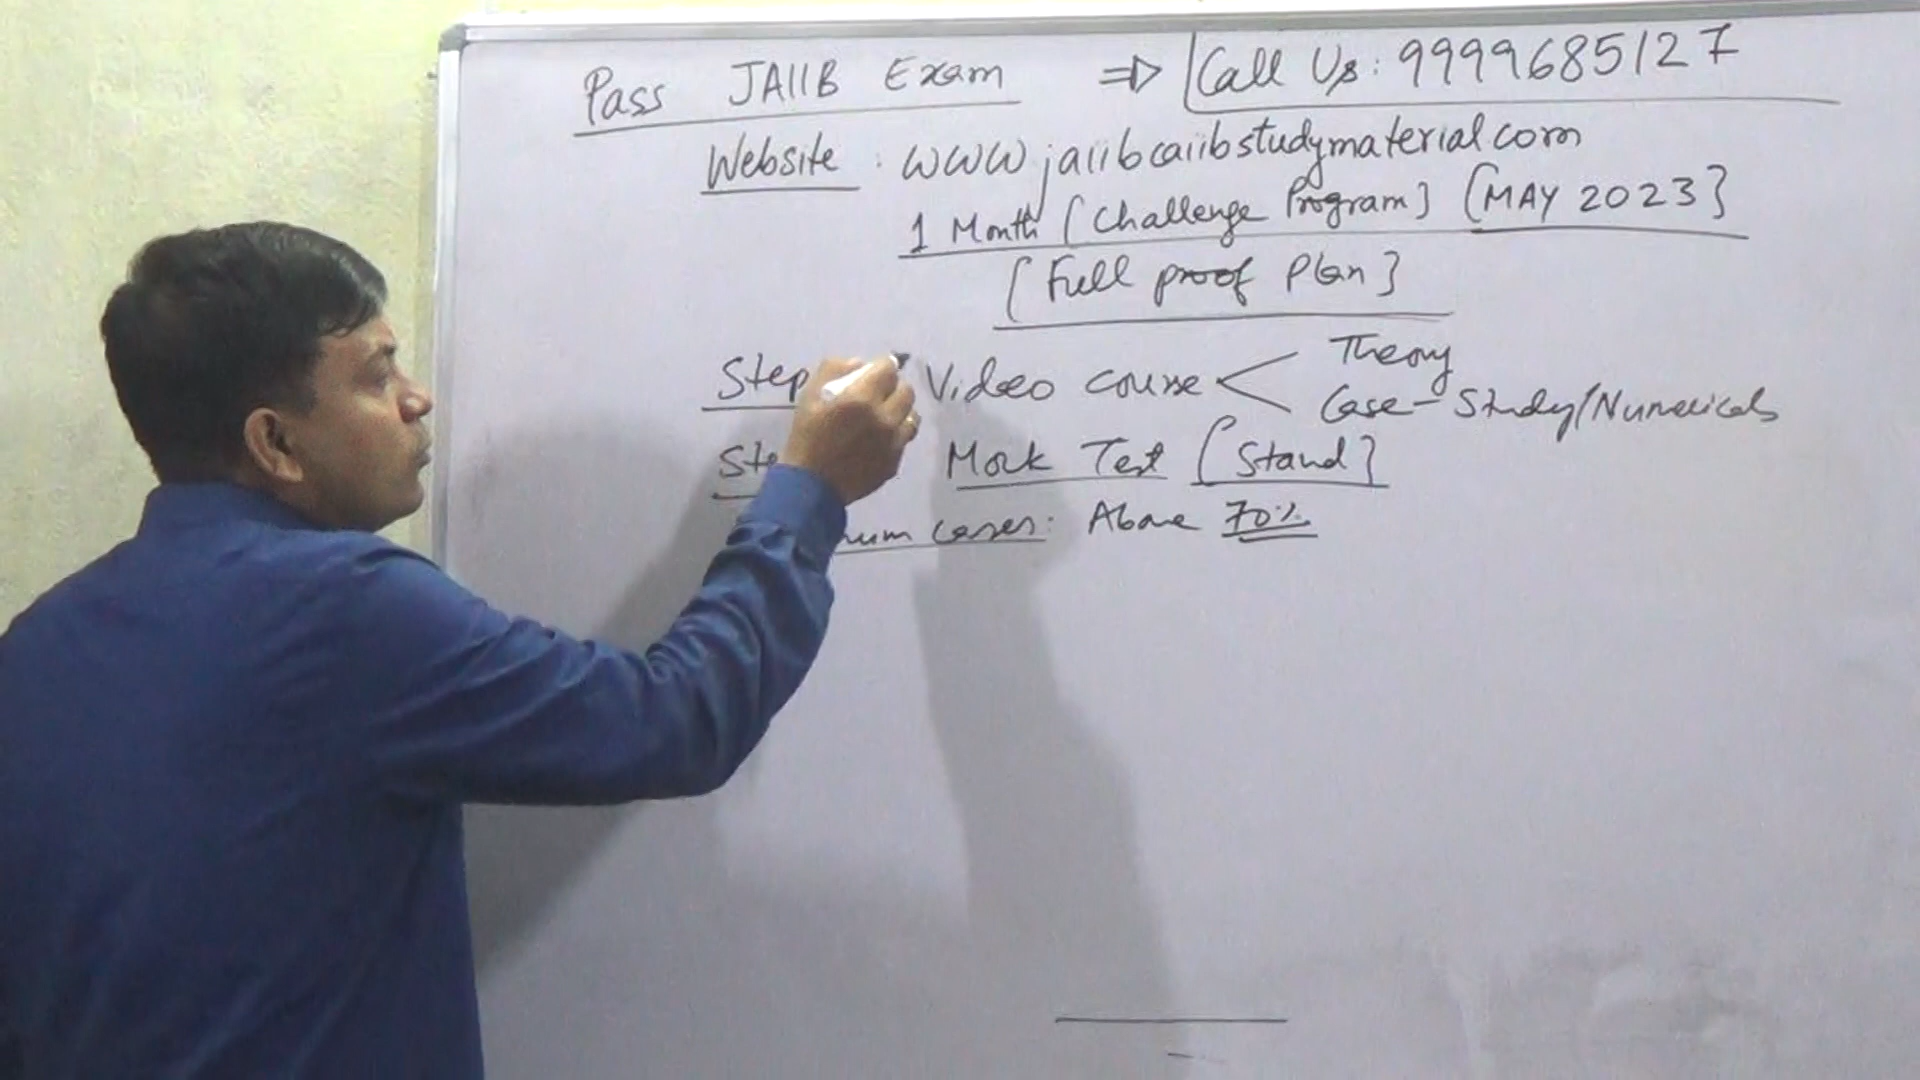 Pass JAIIB Exam ⇒ Call Us: 9999685127
Website : www jaiibcaiibstudymaterial com
1 Month [Challenge Program] [MAY 2023]
[Full proof Plan]
Step Video course < Theory
Case-Study/Numericals
Ste Mock Test [Stand]
num cases: Above 70%